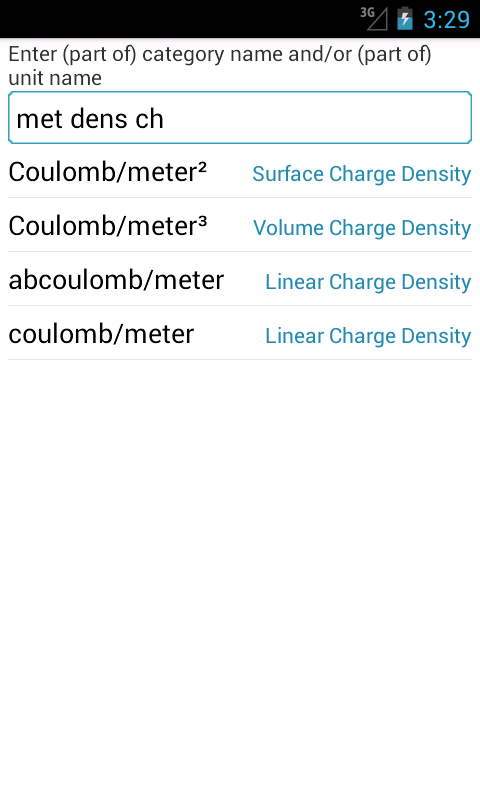 3G 3:29
Enter (part of) category name and/or (part of)
unit name
met dens ch
Coulomb/meter² Surface Charge Density
Coulomb/meter³ Volume Charge Density
abcoulomb/meter Linear Charge Density
coulomb/meter Linear Charge Density